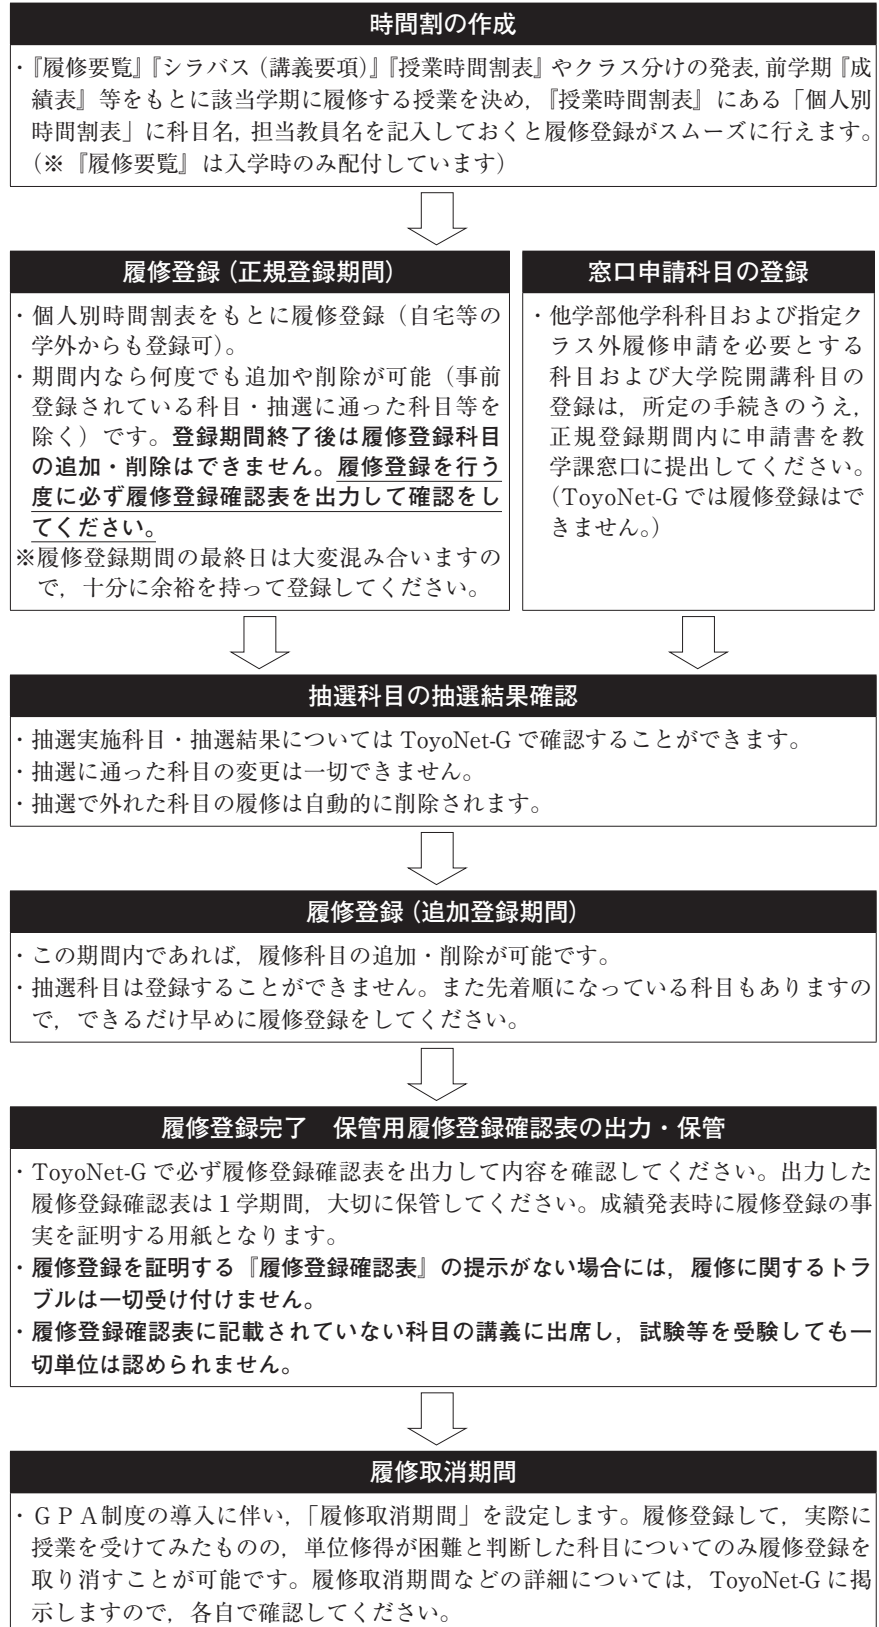 時間割の作成
・『履修要覧』『シラバス（講義要項）』『授業時間割表』やクラス分けの発表，前学期『成
績表』等をもとに該当学期に履修する授業を決め，『授業時間割表』にある「個人別
時間割表」に科目名，担当教員名を記入しておくと履修登録がスムーズに行えます。
（※『履修要覧』は入学時のみ配付しています）
履修登録（正規登録期間）
・個人別時間割表をもとに履修登録（自宅等の
学外からも登録可）。
・期間内なら何度でも追加や削除が可能（事前
登録されている科目・抽選に通った科目等を
除く）です。登録期間終了後は履修登録科目
の追加・削除はできません。履修登録を行う
度に必ず履修登録確認表を出力して確認をし
てください。
※履修登録期間の最終日は大変混み合いますの
で，十分に余裕を持って登録してください。
窓口申請科目の登録
・他学部他学科科目および指定ク
ラス外履修申請を必要とする
科目および大学院開講科目の
登録は，所定の手続きのうえ，
正規登録期間内に申請書を教
学課窓口に提出してください。
（ToyoNet-G では履修登録はで
きません。）
抽選科目の抽選結果確認
・抽選実施科目・抽選結果については ToyoNet-G で確認することができます。
・抽選に通った科目の変更は一切できません。
・抽選で外れた科目の履修は自動的に削除されます。
履修登録（追加登録期間）
・この期間内であれば，履修科目の追加・削除が可能です。
・抽選科目は登録することができません。また先着順になっている科目もありますの
で，できるだけ早めに履修登録をしてください。
履修登録完了　保管用履修登録確認表の出力・保管
・ToyoNet-G で必ず履修登録確認表を出力して内容を確認してください。出力した
履修登録確認表は１学期間，大切に保管してください。成績発表時に履修登録の事
実を証明する用紙となります。
・履修登録を証明する『履修登録確認表』の提示がない場合には，履修に関するトラ
ブルは一切受け付けません。
・履修登録確認表に記載されていない科目の講義に出席し，試験等を受験しても一
切単位は認められません。
履修取消期間
・ＧＰＡ制度の導入に伴い，「履修取消期間」を設定します。履修登録して，実際に
授業を受けてみたものの，単位修得が困難と判断した科目についてのみ履修登録を
取り消すことが可能です。履修取消期間などの詳細については，ToyoNet-G に掲
示しますので，各自で確認してください。